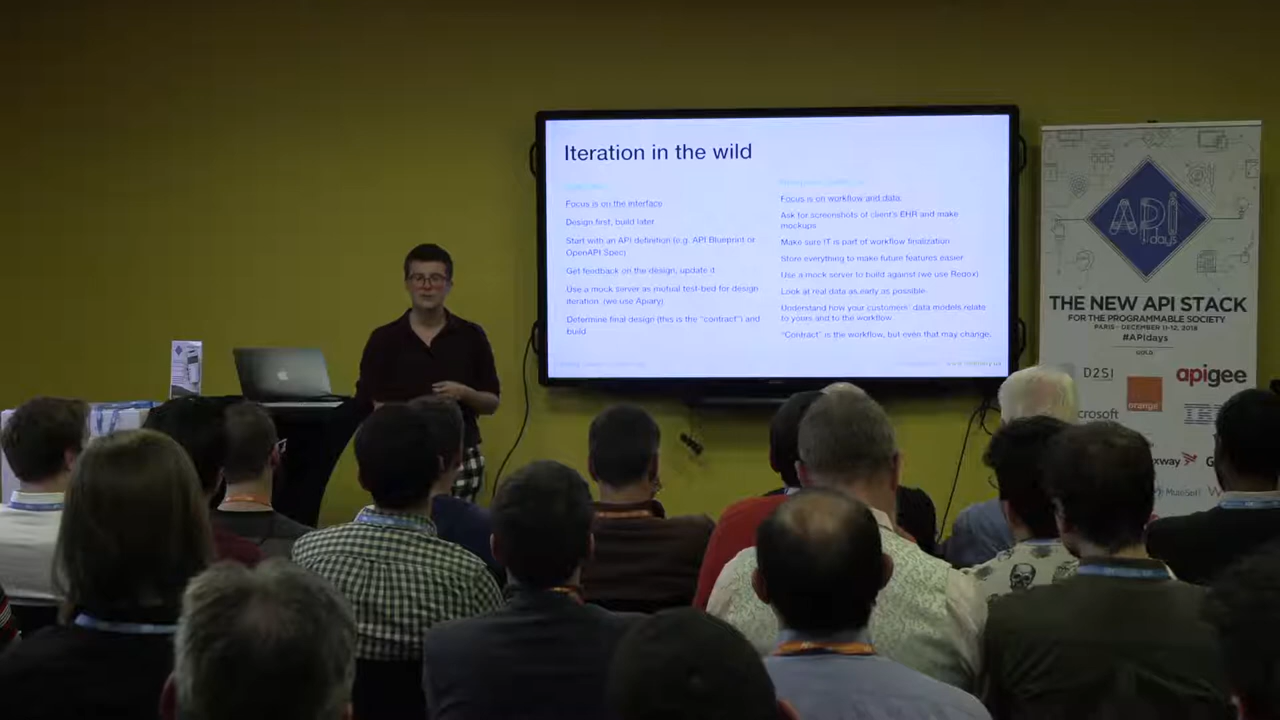 Iteration in the wild
Focus is on the interface
Design first, build later
Start with an API definition (e.g. API Blueprint or
OpenAPI Spec)
Get feedback on the design, update it
Use a mock server as mutual test-bed for design
iteration (we use Apiary)
Determine final design (this is the "contract") and
build
Focus is on workflow and data.
Ask for screenshots of client's EHR and make
mockups
Make sure IT is part of workflow finalization
Store everything to make future features easier
Use a mock server to build against (we use Redox)
Look at real data as early as possible
Understand how your customers' data models relate
to yours and to the workflow
"Contract" is the workflow, but even that may change.
API
days
THE NEW API STACK
FOR THE PROGRAMMABLE SOCIETY
PARIS - DECEMBER 11-12, 2018
#APIdays
GOLD
D2SI
apigee
orange